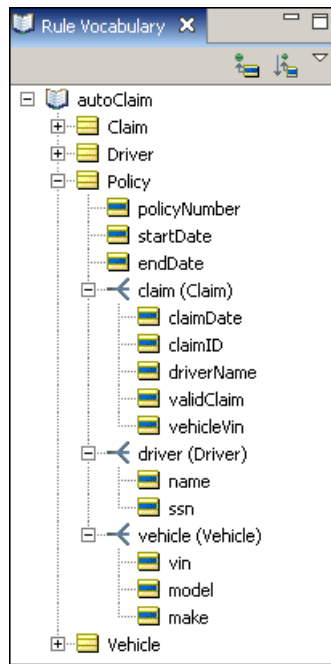 Rule Vocabulary
autoClaim
Claim
Driver
Policy
policyNumber
startDate
endDate
claim (Claim)
claimDate
claimID
driverName
validClaim
vehicleVin
driver (Driver)
name
ssn
vehicle (Vehicle)
vin
model
make
Vehicle